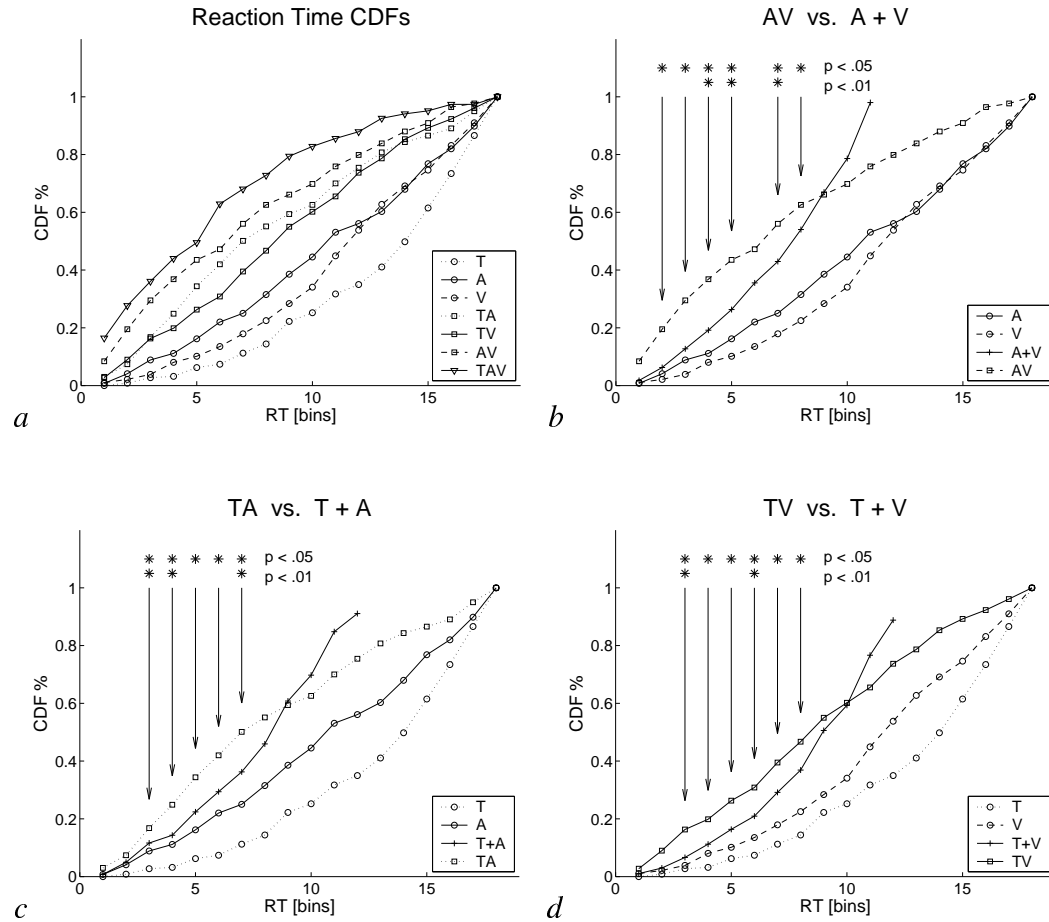 Reaction Time CDFs
1
0.8
0.6
0.4
0.2
0
CDF %
5
10
15
RT [bins]
T
A
V
TA
TV
AV
TAV
a
AV vs. A + V
p < .05
p < .01
1
0.8
0.6
0.4
0.2
0
CDF %
5
10
15
RT [bins]
A
V
A+V
AV
b
TA vs. T + A
p < .05
p < .01
1
0.8
0.6
0.4
0.2
0
CDF %
5
10
15
RT [bins]
T
A
T+A
TA
c
TV vs. T + V
p < .05
p < .01
1
0.8
0.6
0.4
0.2
0
CDF %
5
10
15
RT [bins]
T
V
T+V
TV
d